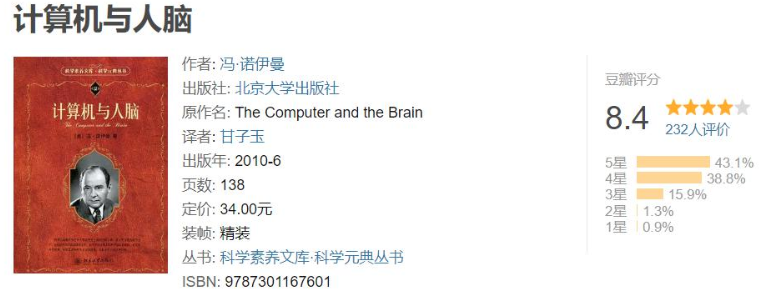 计算机与人脑
科学素养文库·科学元典丛书
计算机与人脑
The Computer and the Brain
作者: 冯·诺伊曼
出版社: 北京大学出版社
原作名: The Computer and the Brain
译者: 甘子玉
出版年: 2010-6
页数: 138
定价: 34.00元
装帧: 精装
丛书: 科学素养文库·科学元典丛书
ISBN: 9787301167601
豆瓣评分
8.4
232人评价
5星 43.1%
4星 38.8%
3星 15.9%
2星 1.3%
1星 0.9%